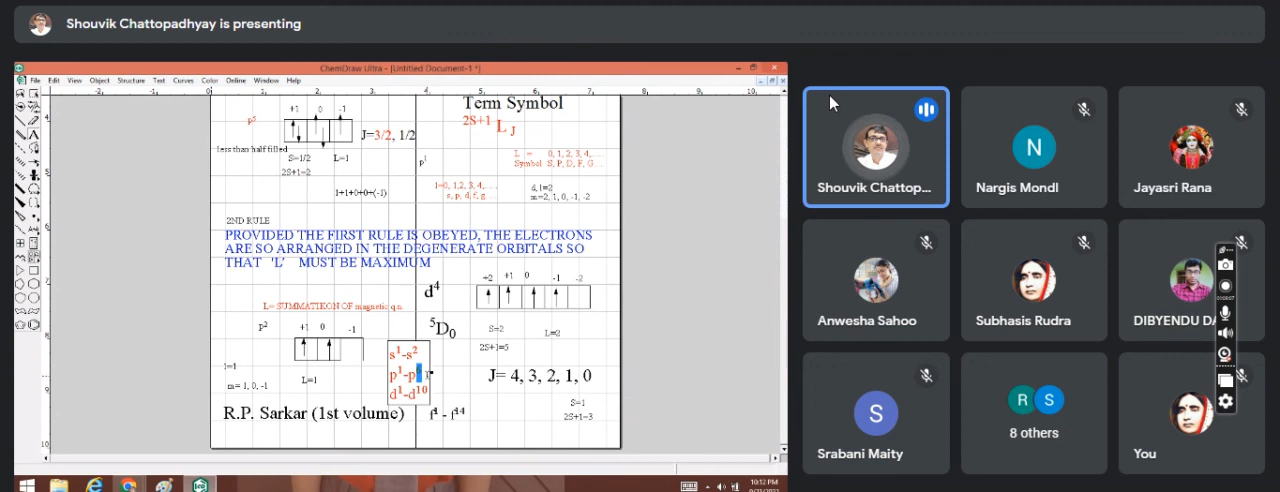 Shouvik Chattopadhyay is presenting
ChemDraw Ultra - [Untitled Document-1 *]
File Edit View Object Structure Text Curves Color Online Window Help
Term Symbol
2S+1 L J
+1 0 -1
p5
J=3/2, 1/2
less than half filled
S=1/2 L=1
2S+1=2
p1
L = 0, 1, 2, 3, 4,...
Symbol S, P, D, F, G...
1+1+0+0+(-1)
l=0, 1,2, 3, 4,....
s, p, d, f, g...
d, l=2
m=2, 1, 0, -1, -2
2ND RULE
PROVIDED THE FIRST RULE IS OBEYED, THE ELECTRONS
ARE SO ARRANGED IN THE DEGENERATE ORBITALS SO
THAT 'L' MUST BE MAXIMUM
+2 +1 0 -1 -2
d4
L= SUMMATIKON OF magnetic q.n.
p2
+1 0 -1
5D0
S=2 L=2
2S+1=5
s1-s2
p1-p6
d1-d10
f1 - f14
l=1
m= 1, 0, -1
L=1
J= 4, 3, 2, 1, 0
R.P. Sarkar (1st volume)
S=1
2S+1=3
10:12 PM
Shouvik Chattop...
Nargis Mondl
Jayasri Rana
Anwesha Sahoo
Subhasis Rudra
DIBYENDU DA
Srabani Maity
8 others
You
N
S
R S